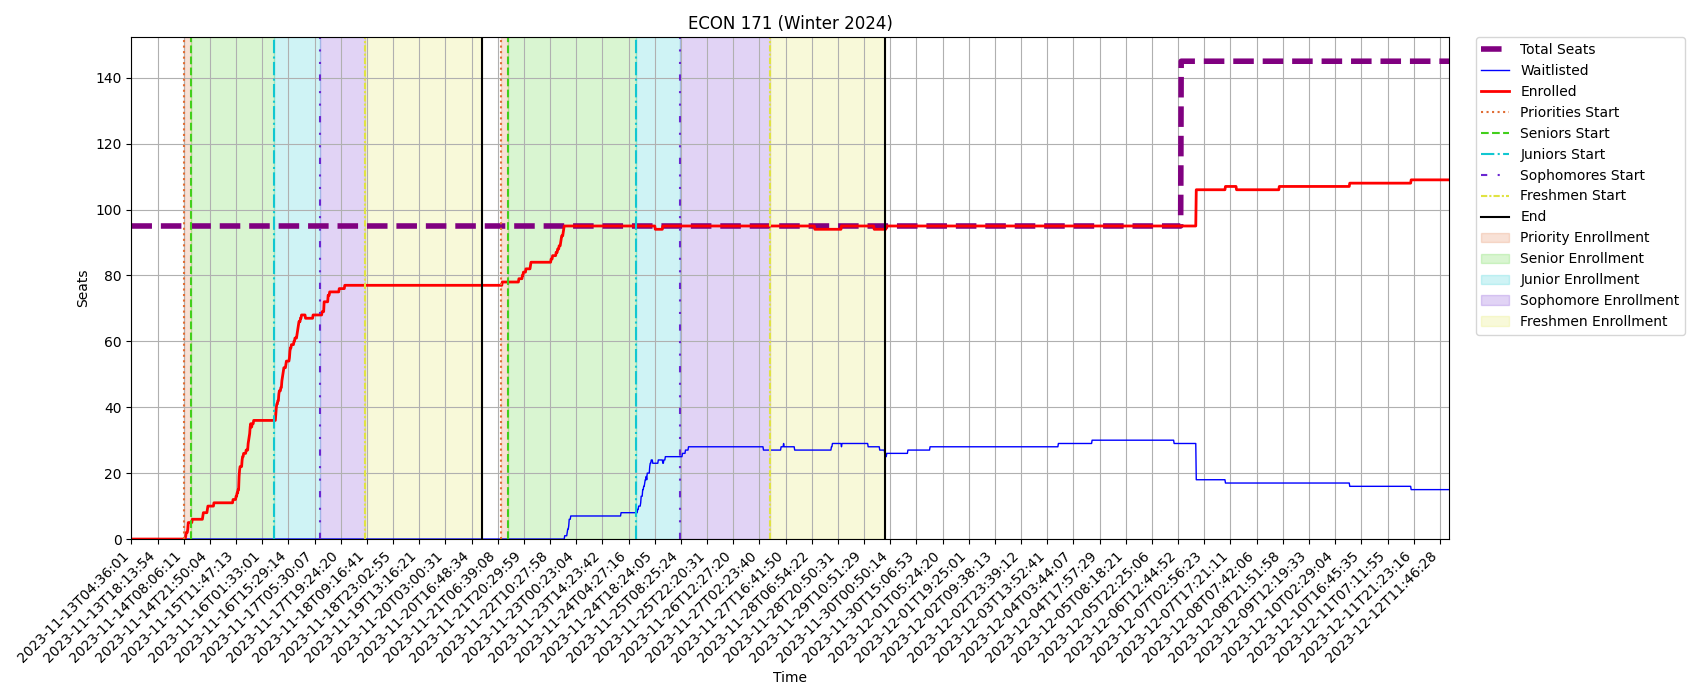 ECON 171 (Winter 2024)
Seats
140
120
100
80
60
40
20
0
2023-11-13T04:36:01
2023-11-13T18:13:54
2023-11-14T08:06:11
2023-11-14T21:50:04
2023-11-15T11:47:13
2023-11-16T01:33:01
2023-11-16T15:29:14
2023-11-17T05:30:07
2023-11-17T19:24:20
2023-11-18T09:16:41
2023-11-18T23:02:55
2023-11-19T13:16:21
2023-11-20T03:00:31
2023-11-20T16:48:34
2023-11-21T06:39:08
2023-11-21T20:29:59
2023-11-22T10:27:58
2023-11-23T00:23:04
2023-11-23T14:23:42
2023-11-24T04:27:16
2023-11-24T18:24:05
2023-11-25T08:25:24
2023-11-25T22:20:31
2023-11-26T12:27:20
2023-11-27T02:23:40
2023-11-27T16:41:50
2023-11-28T06:54:22
2023-11-28T20:50:31
2023-11-29T10:51:29
2023-11-30T00:50:14
2023-11-30T15:06:53
2023-12-01T05:24:20
2023-12-01T19:25:01
2023-12-02T09:38:13
2023-12-02T23:39:12
2023-12-03T13:52:41
2023-12-04T03:44:07
2023-12-04T17:57:29
2023-12-05T08:18:21
2023-12-05T22:25:06
2023-12-06T12:44:52
2023-12-07T02:56:23
2023-12-07T17:21:11
2023-12-08T07:42:06
2023-12-08T21:51:58
2023-12-09T12:19:33
2023-12-10T02:29:04
2023-12-10T16:45:35
2023-12-11T07:11:55
2023-12-11T21:23:16
2023-12-12T11:46:28
Time
Total Seats
Waitlisted
Enrolled
Priorities Start
Seniors Start
Juniors Start
Sophomores Start
Freshmen Start
End
Priority Enrollment
Senior Enrollment
Junior Enrollment
Sophomore Enrollment
Freshmen Enrollment